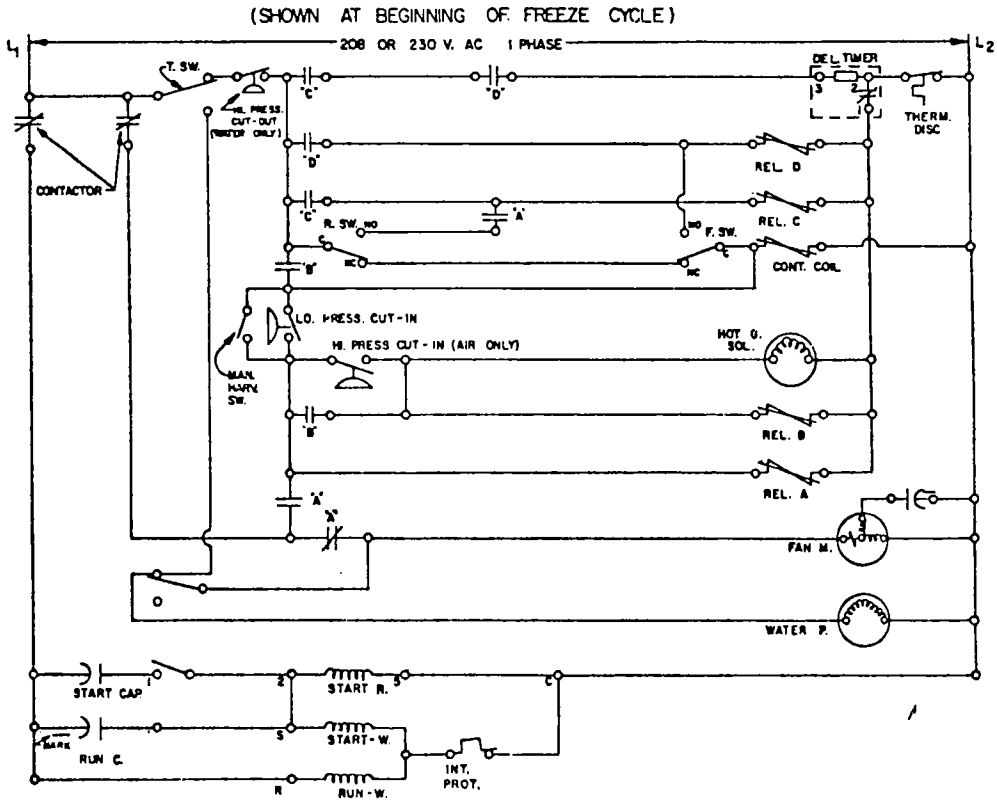 (SHOWN AT BEGINNING OF FREEZE CYCLE)
L1
208 OR 230 V. AC 1 PHASE
L2
T. SW.
"C"
"D"
DEL. TIMER
3 2
HI. PRESS.
CUT-OUT
(WATER ONLY)
THERM.
DISC
CONTACTOR
"D"
REL. D
"C"
"A"
REL. C
R. SW. NO
NO F. SW.
C
NC
NC
C
CONT. COIL
"B"
LO. PRESS. CUT-IN
HI. PRESS CUT-IN (AIR ONLY)
HOT G.
SOL.
MAN.
HARV.
SW.
"B"
REL. B
REL. A
"A"
"A"
FAN M.
WATER P.
START CAP.
1
2
START R.
5
C
MARK
RUN C.
1
S
START-W.
INT.
PROT.
R
RUN-W.